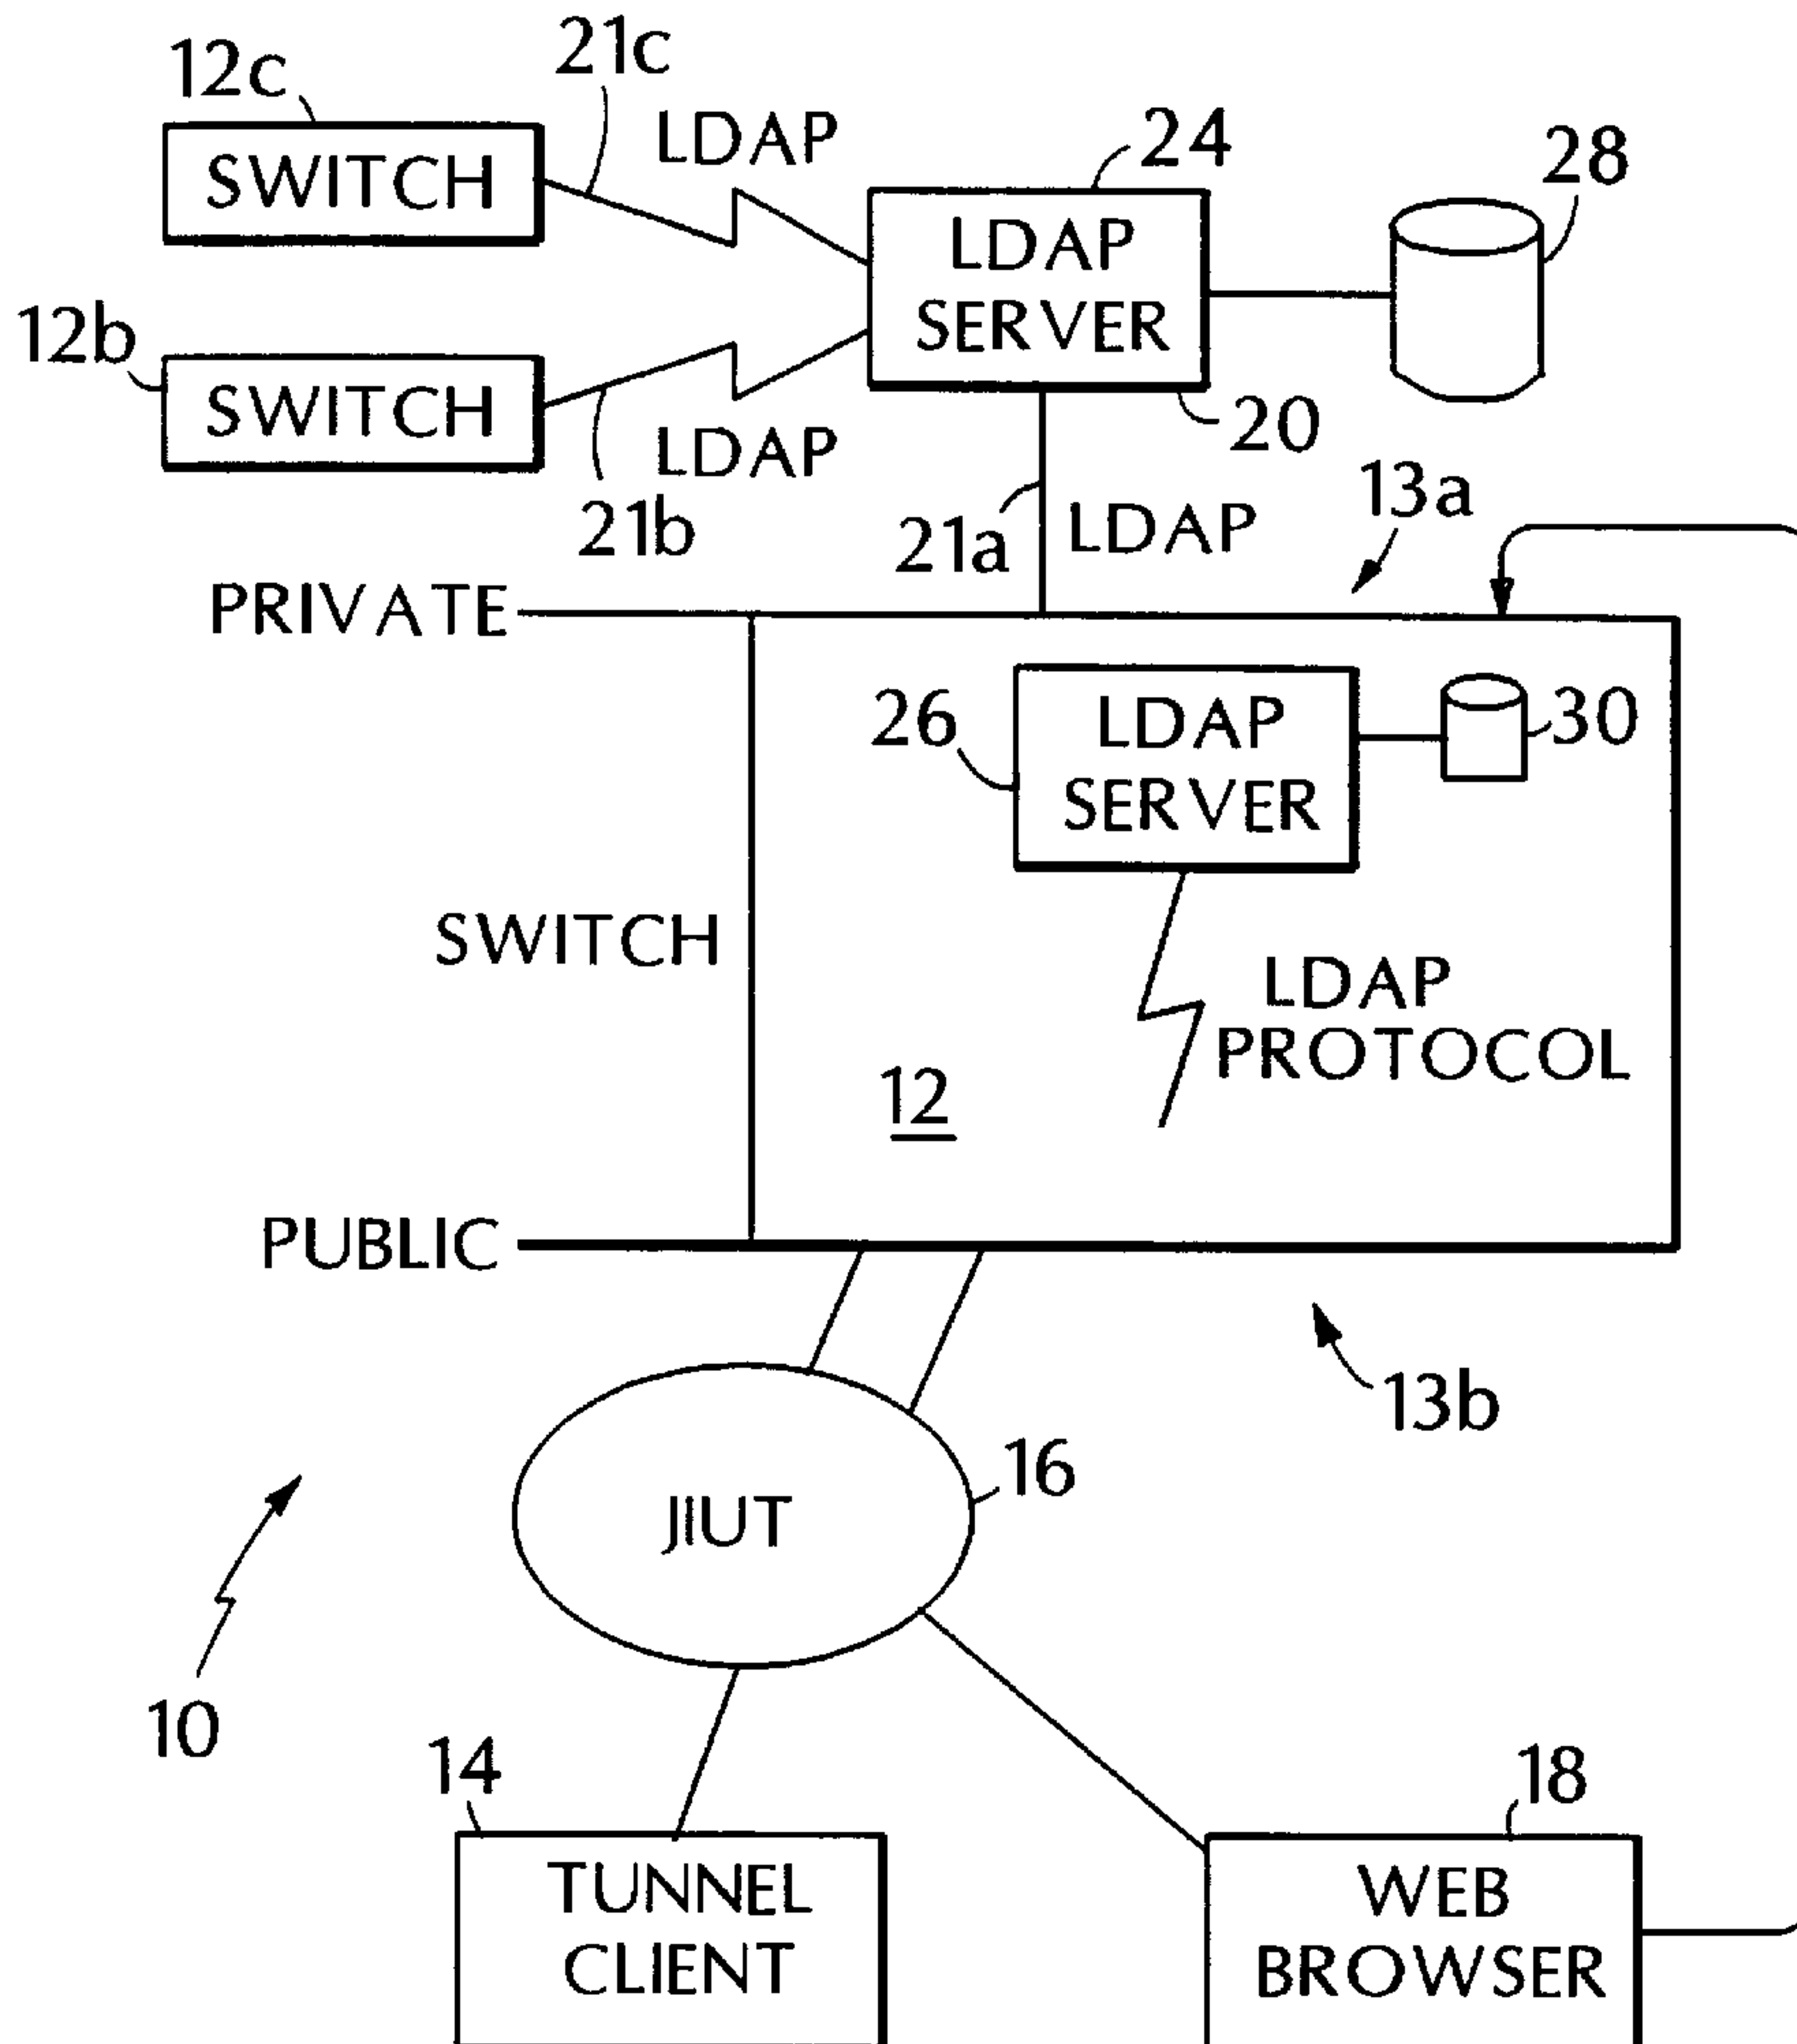 21c
12c
LDAP
24
28
SWITCH
LDAP
SERVER
12b
SWITCH
20
LDAP
13a
21b
21a
LDAP
PRIVATE
26
LDAP
SERVER
30
SWITCH
LDAP
PROTOCOL
12
PUBLIC
13b
16
JIUT
10
14
18
TUNNEL
CLIENT
WEB
BROWSER